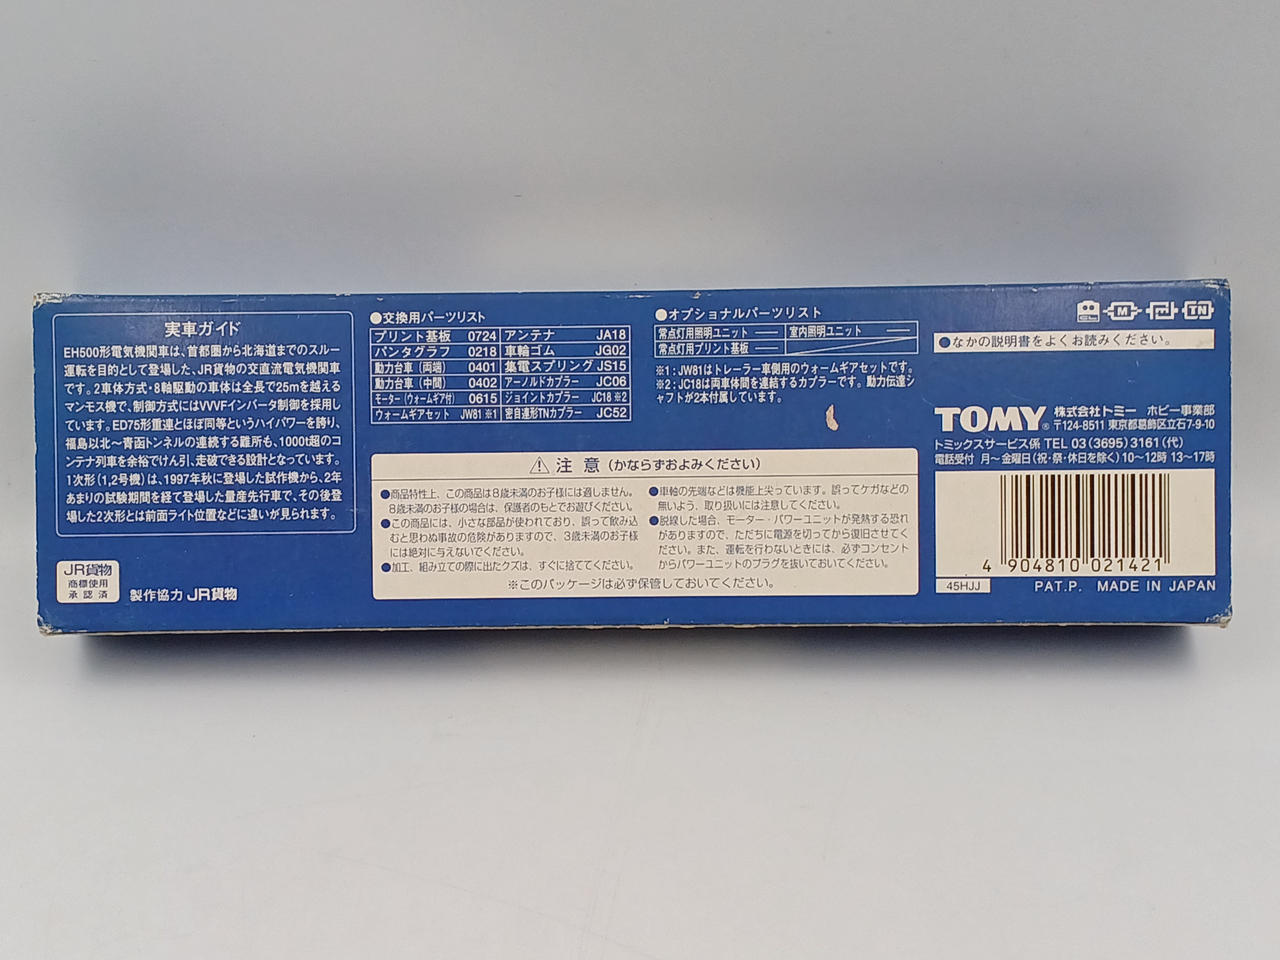 実車ガイド
EH500形電気機関車は、首都圏から北海道までのスルー
運転を目的として登場した、JR貨物の交直流電気機関車
です。2車体方式・8軸駆動の車体は全長で25mを越える
マンモス機で、制御方式にはVVVFインバータ制御を採用し
ています。ED75形重連とほぼ同等というハイパワーを誇り、
福島以北〜青函トンネルの連続する難所も、1000t超のコ
ンテナ列車を余裕でけん引、走破できる設計となっています。
1次形(1,2号機)は、1997年秋に登場した試作機から、2年
あまりの試験期間を経て登場した量産先行車で、その後登
場した2次形とは前面ライト位置などに違いが見られます。
JR貨物
商標使用
承認済
製作協力 JR貨物
●交換用パーツリスト
プリント基板 0724 アンテナ JA18
パンタグラフ 0218 車輪ゴム JG02
動力台車(両端) 0401 集電スプリング JS15
動力台車(中間) 0402 アーノルドカプラー JC06
モーター(ウォームギア付) 0615 ジョイントカプラー JC18 ※2
ウォームギアセット JW81 ※1 密自連形TNカプラー JC52
●オプショナルパーツリスト
常点灯用照明ユニット ― 室内照明ユニット ―
常点灯用プリント基板 ―
※1:JW81はトレーラー車側用のウォームギアセットです。
※2:JC18は両車体間を連結するカプラーです。動力伝達シ
ャフトが2本付属しています。
⚠ 注 意 (かならずおよみください)
●商品特性上、この商品は8歳未満のお子様には適しません。
8歳未満のお子様の場合は、保護者のもとでお遊びください。
●この商品には、小さな部品が使われており、誤って飲み込
むと思わぬ事故の危険がありますので、3歳未満のお子様
には絶対に与えないでください。
●加工、組み立ての際に出たクズは、すぐに捨ててください。
●車軸の先端などは機能上尖っています。誤ってケガなどの
無いよう、取り扱いには注意してください。
●脱線した場合、モーター・パワーユニットが発熱する恐れ
がありますので、ただちに電源を切ってから復旧させてく
ださい。また、運転を行わないときには、必ずコンセント
からパワーユニットのプラグを抜いておいてください。
※このパッケージは必ず保管しておいてください。
CL M TN
●なかの説明書をよくお読みください。
TOMY® 株式会社トミー ホビー事業部
〒124-8511 東京都葛飾区立石7-9-10
トミックスサービス係 TEL 03(3695)3161(代)
電話受付 月〜金曜日(祝・祭・休日を除く)10〜12時 13〜17時
4 904810 021421
45HJJ
PAT.P. MADE IN JAPAN